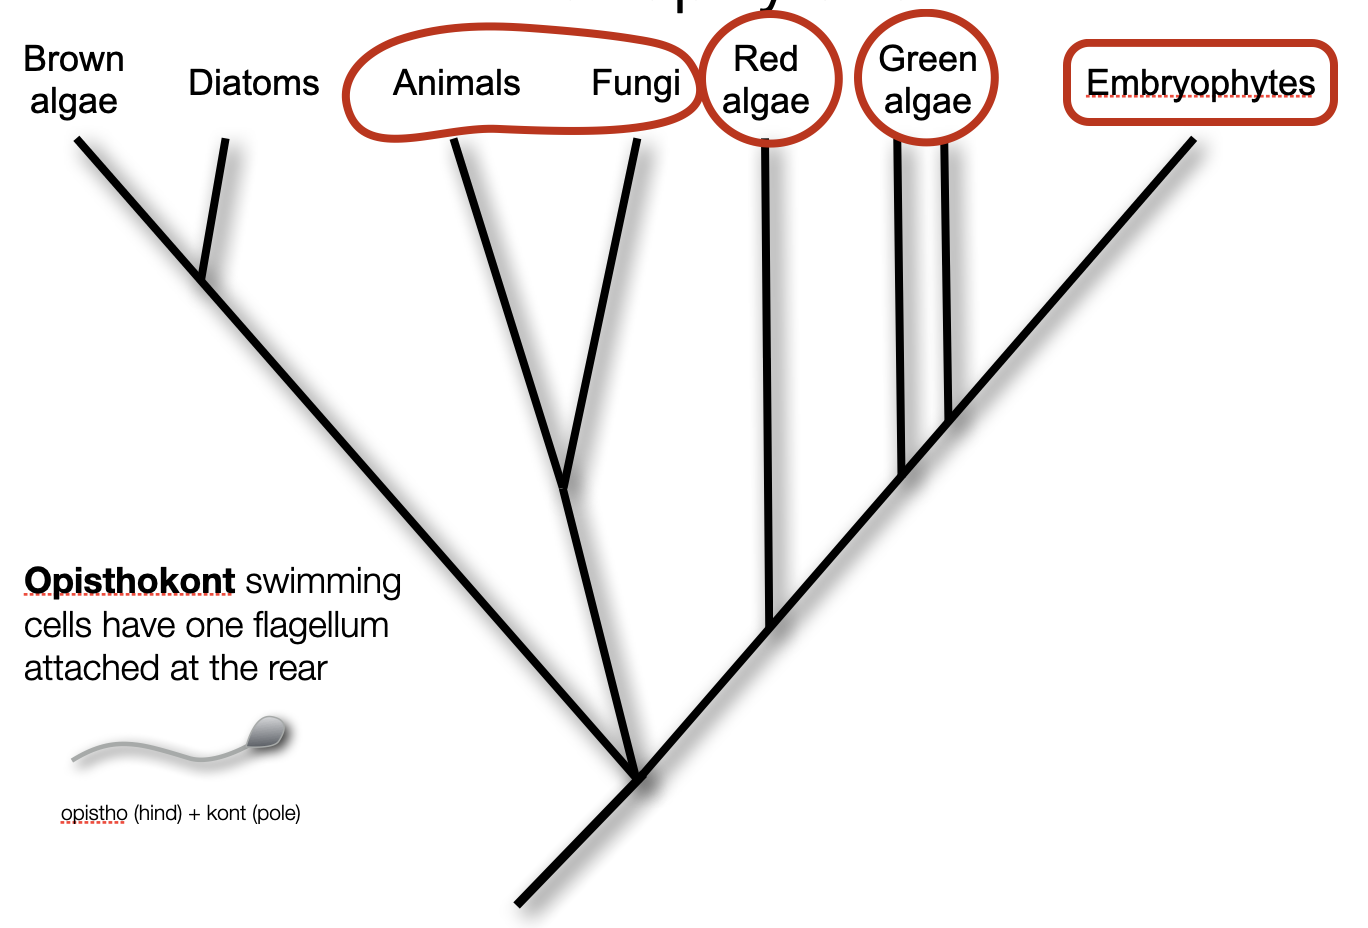 Brown
algae
Diatoms
Animals
Fungi
Red
algae
Green
algae
Embryophytes
Opisthokont swimming
cells have one flagellum
attached at the rear
opistho (hind) + kont (pole)